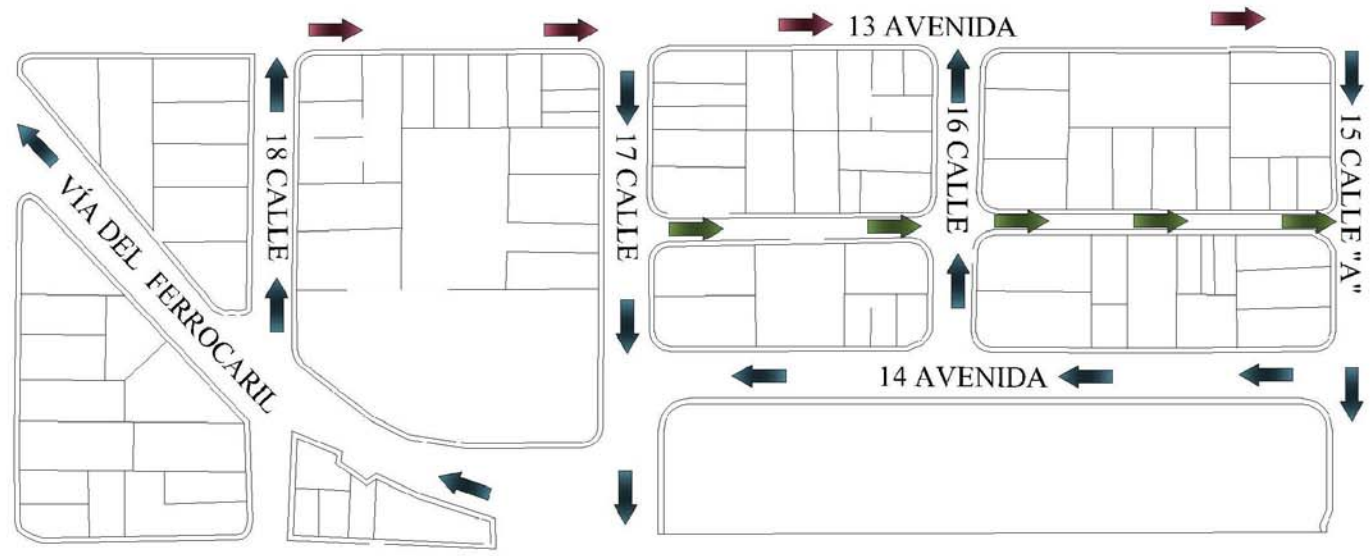 13 AVENIDA
18 CALLE
17 CALLE
16 CALLE
15 CALLE "A"
VÍA DEL FERROCARIL
14 AVENIDA